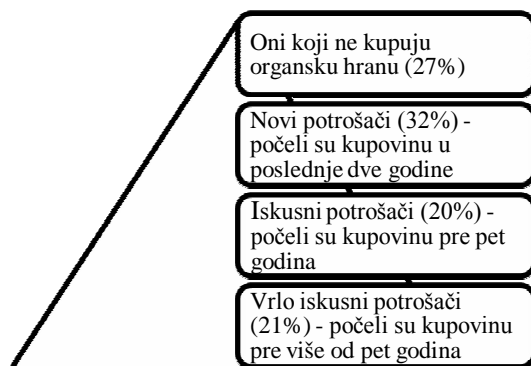 Oni koji ne kupuju
organsku hranu (27%)
Novi potrošači (32%) -
počeli su kupovinu u
poslednje dve godine
Iskusni potrošači (20%) -
počeli su kupovinu pre pet
godina
Vrlo iskusni potrošači
(21%) - počeli su kupovinu
pre više od pet godina